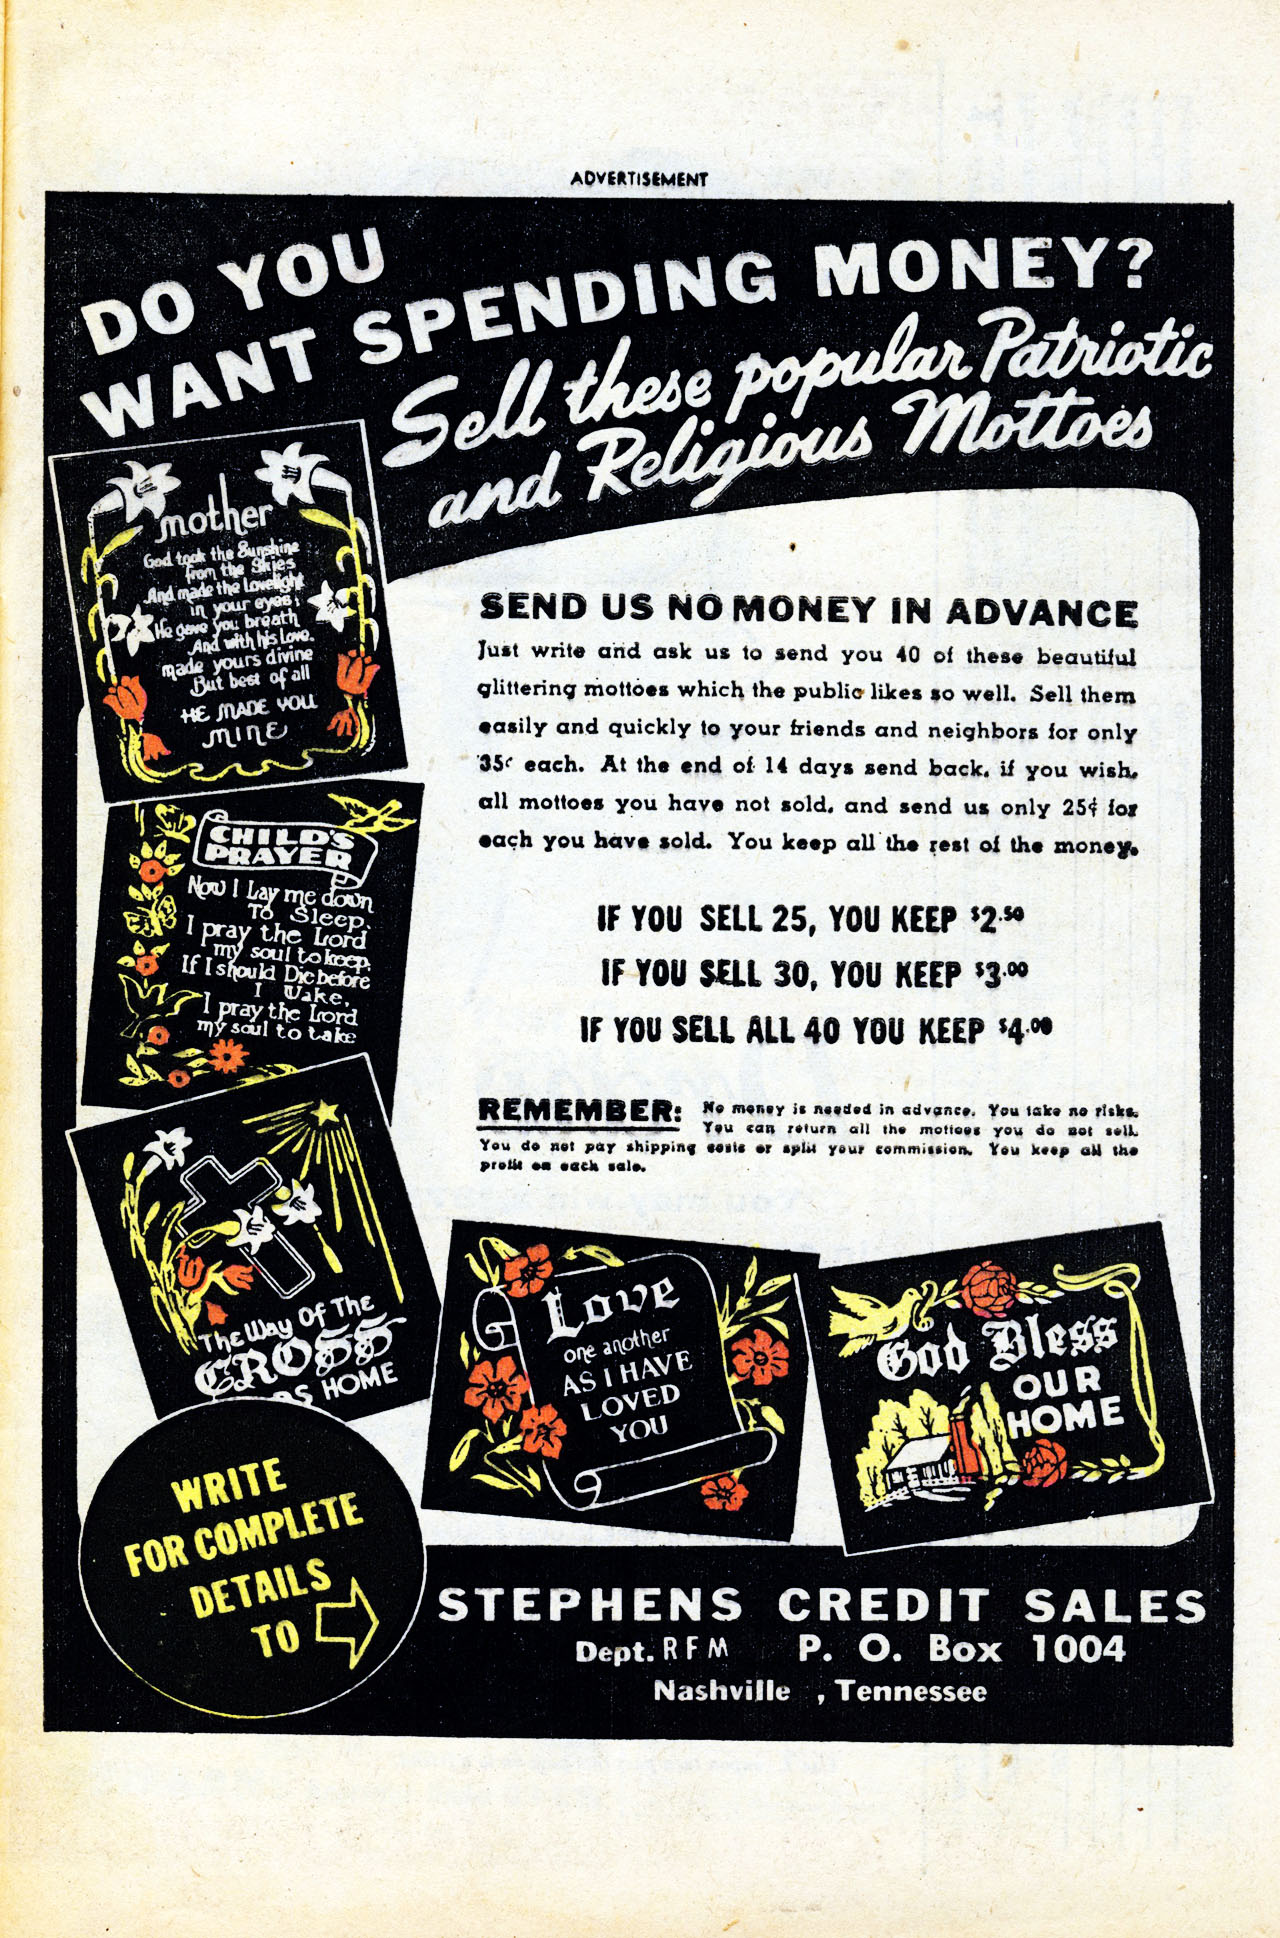 ADVERTISEMENT
DO YOU
WANT SPENDING MONEY?
Sell these popular Patriotic
and Religious Mottoes
mother
God took the Sunshine
from the Skies
And made the Lovelight
in your eyes;
He gave you breath
And with his Love.
made yours divine
But best of all
HE MADE YOU
MINE
CHILD'S
PRAYER
Now I Lay me down
To Sleep.
I pray the Lord
my soul to keep.
If I should Die before
I Wake,
I pray the Lord
my soul to take
The Way Of The
CROSS
DS HOME
SEND US NO MONEY IN ADVANCE
Just write and ask us to send you 40 of these beautiful
glittering mottoes which the public likes so well. Sell them
easily and quickly to your friends and neighbors for only
35¢ each. At the end of 14 days send back, if you wish,
all mottoes you have not sold, and send us only 25¢ for
each you have sold. You keep all the rest of the money.
IF YOU SELL 25, YOU KEEP $2.50
IF YOU SELL 30, YOU KEEP $3.00
IF YOU SELL ALL 40 YOU KEEP $4.00
REMEMBER: No money is needed in advance. You take no risks.
You can return all the mottoes you do not sell.
You do not pay shipping costs or split your commission. You keep all the
profit on each sale.
Love
one another
AS I HAVE
LOVED
YOU
God Bless
OUR
HOME
WRITE
FOR COMPLETE
DETAILS
TO
STEPHENS CREDIT SALES
Dept. RFM P. O. Box 1004
Nashville , Tennessee